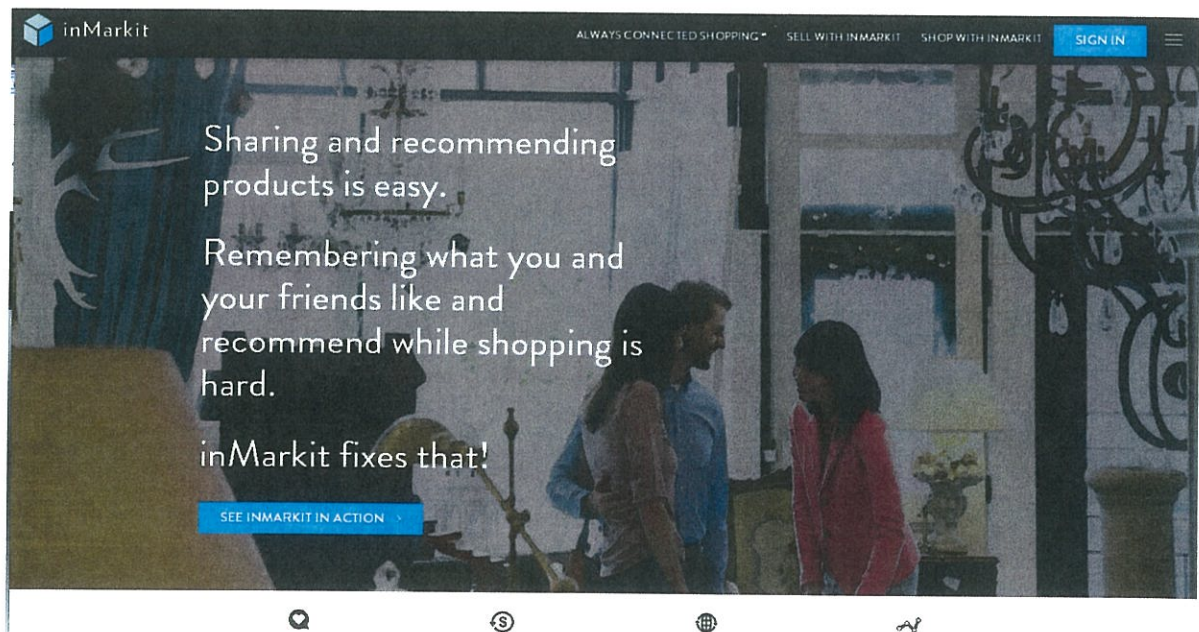 inMarkit
ALWAYS CONNECTED SHOPPING SELL WITH INMARKIT SHOP WITH INMARKIT SIGN IN
Sharing and recommending
products is easy.
Remembering what you and
your friends like and
recommend while shopping is
hard.
inMarkit fixes that!
SEE INMARKIT IN ACTION >
S